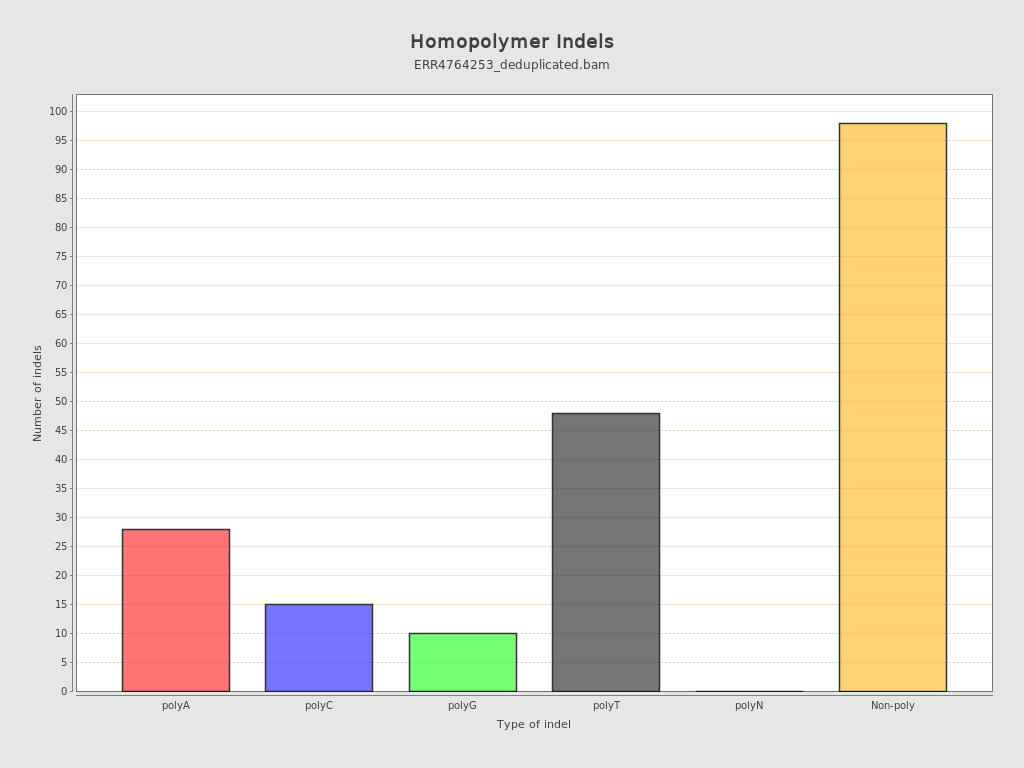 Homopolymer Indels
ERR4764253_deduplicated.bam
Number of indels
100
95
90
85
80
75
70
65
60
55
50
45
40
35
30
25
20
15
10
5
0
polyA
polyC
polyG
polyT
polyN
Non-poly
Type of indel